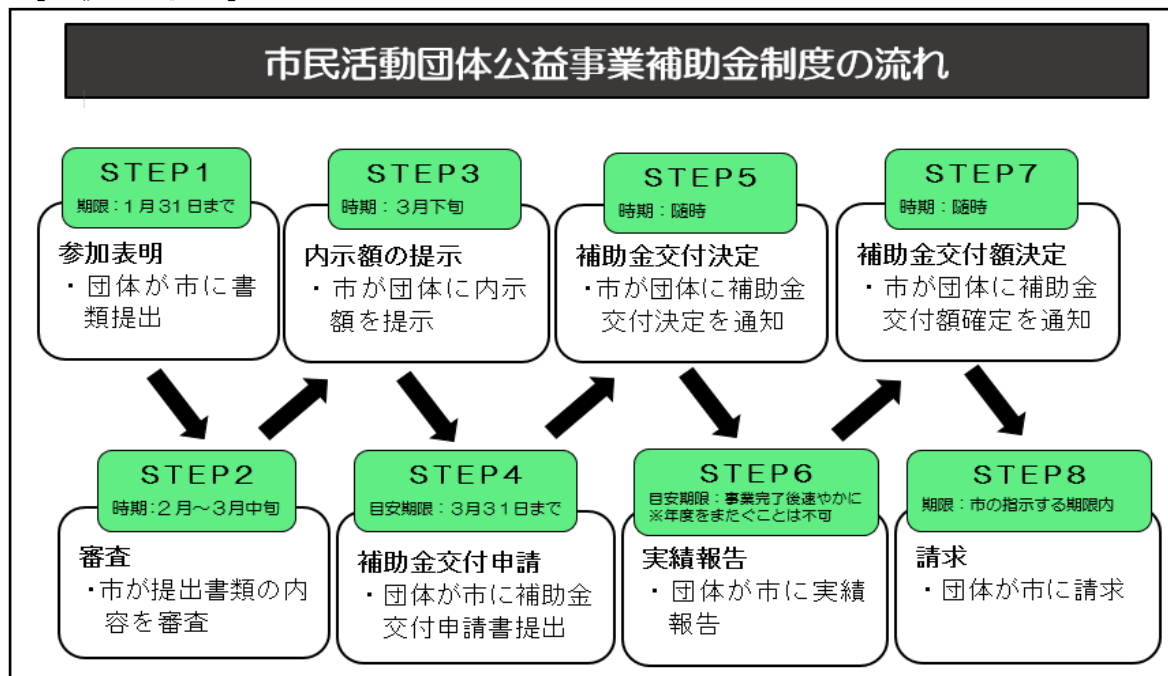 市民活動団体公益事業補助金制度の流れ
STEP1
期限：1月31日まで
参加表明
・団体が市に書
類提出
STEP2
時期：2月～3月中旬
審査
・市が提出書類の内
容を審査
STEP3
時期：3月下旬
内示額の提示
・市が団体に内示
額を提示
STEP4
目安期限：3月31日まで
補助金交付申請
・団体が市に補助金
交付申請書提出
STEP5
時期：随時
補助金交付決定
・市が団体に補助金
交付決定を通知
STEP6
目安期限：事業完了後速やかに
※年度をまたぐことは不可
実績報告
・団体が市に実績
報告
STEP7
時期：随時
補助金交付額決定
・市が団体に補助金
交付額確定を通知
STEP8
期限：市の指示する期限内
請求
・団体が市に請求